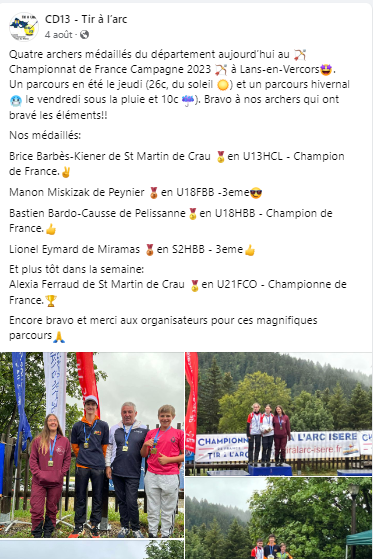 CD13 - Tir à l'arc
4 août ·
Quatre archers médaillés du département aujourd'hui au 🏹
Championnat de France Campagne 2023 🏹 à Lans-en-Vercors🤩.
Un parcours en été le jeudi (26c, du soleil 🌞) et un parcours hivernal
🥶 le vendredi sous la pluie et 10c ☔). Bravo à nos archers qui ont
bravé les éléments!!
Nos médaillés:
Brice Barbès-Kiener de St Martin de Crau 🥇en U13HCL - Champion
de France.✌️
Manon Miskizak de Peynier 🥉en U18FBB -3eme😎
Bastien Bardo-Causse de Pelissanne🥇en U18HBB - Champion de
France.👍
Lionel Eymard de Miramas 🥉en S2HBB - 3eme👍
Et plus tôt dans la semaine:
Alexia Ferraud de St Martin de Crau 🥇en U21FCO - Championne de
France.🏆
Encore bravo et merci aux organisateurs pour ces magnifiques
parcours🙏
CHAMPIONN
TIR À L'ARC
L'ARC ISERE